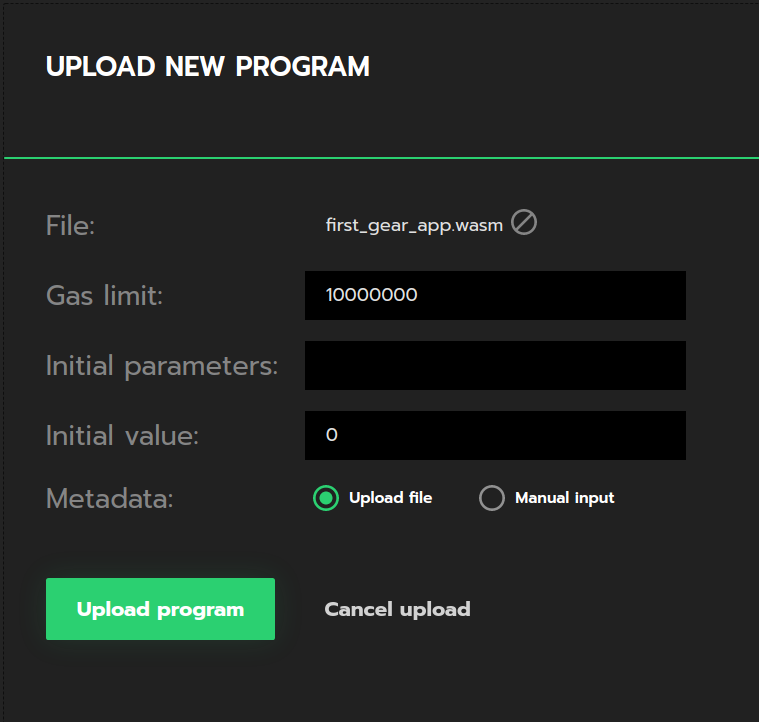 UPLOAD NEW PROGRAM
File: first_gear_app.wasm
Gas limit: 10000000
Initial parameters:
Initial value: 0
Metadata: Upload file Manual input
Upload program Cancel upload